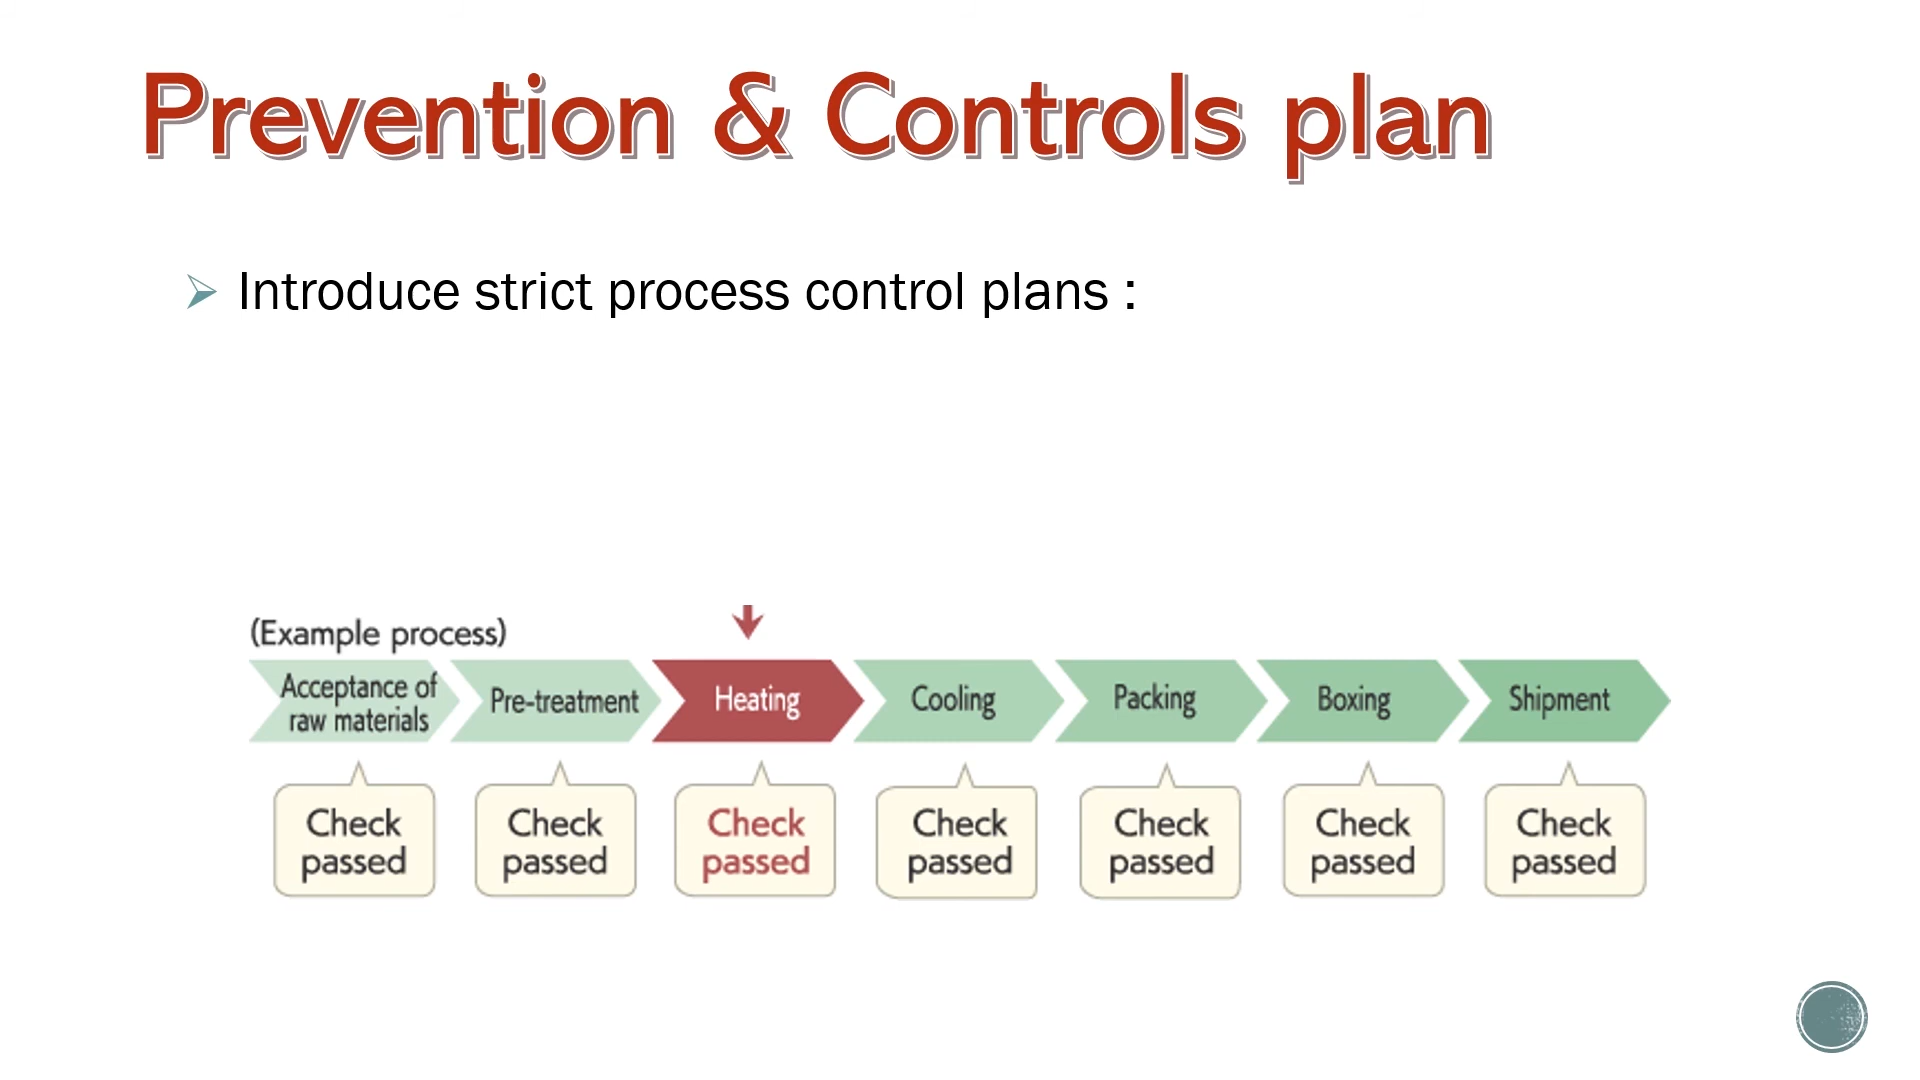 Prevention & Controls plan
Introduce strict process control plans :
(Example process)
Acceptance of
raw materials
Pre-treatment
Heating
Cooling
Packing
Boxing
Shipment
Check
passed
Check
passed
Check
passed
Check
passed
Check
passed
Check
passed
Check
passed